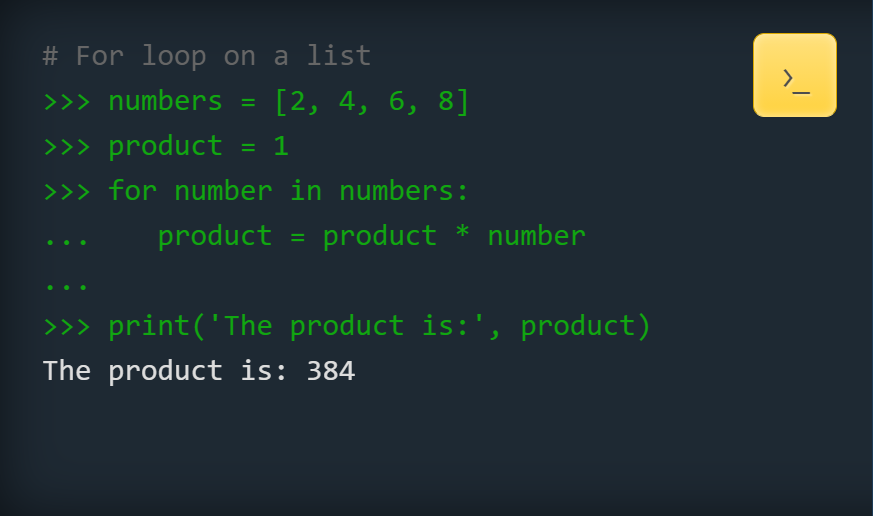 # For loop on a list
>>> numbers = [2, 4, 6, 8]
>>> product = 1
>>> for number in numbers:
...    product = product * number
...
>>> print('The product is:', product)
The product is: 384